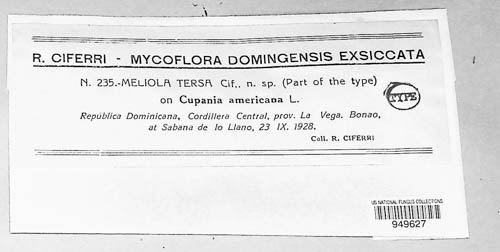 R. CIFERRI - MYCOFLORA DOMINGENSIS EXSICCATA
N. 235.-MELIOLA TERSA Cif., n. sp. (Part of the type)
on Cupania americana L.
TYPE
República Dominicana, Cordillera Central, prov. La Vega. Bonao,
at Sabana de lo Llano, 23 IX. 1928.
Coll. R. CIFERRI
US NATIONAL FUNGUS COLLECTIONS
949627